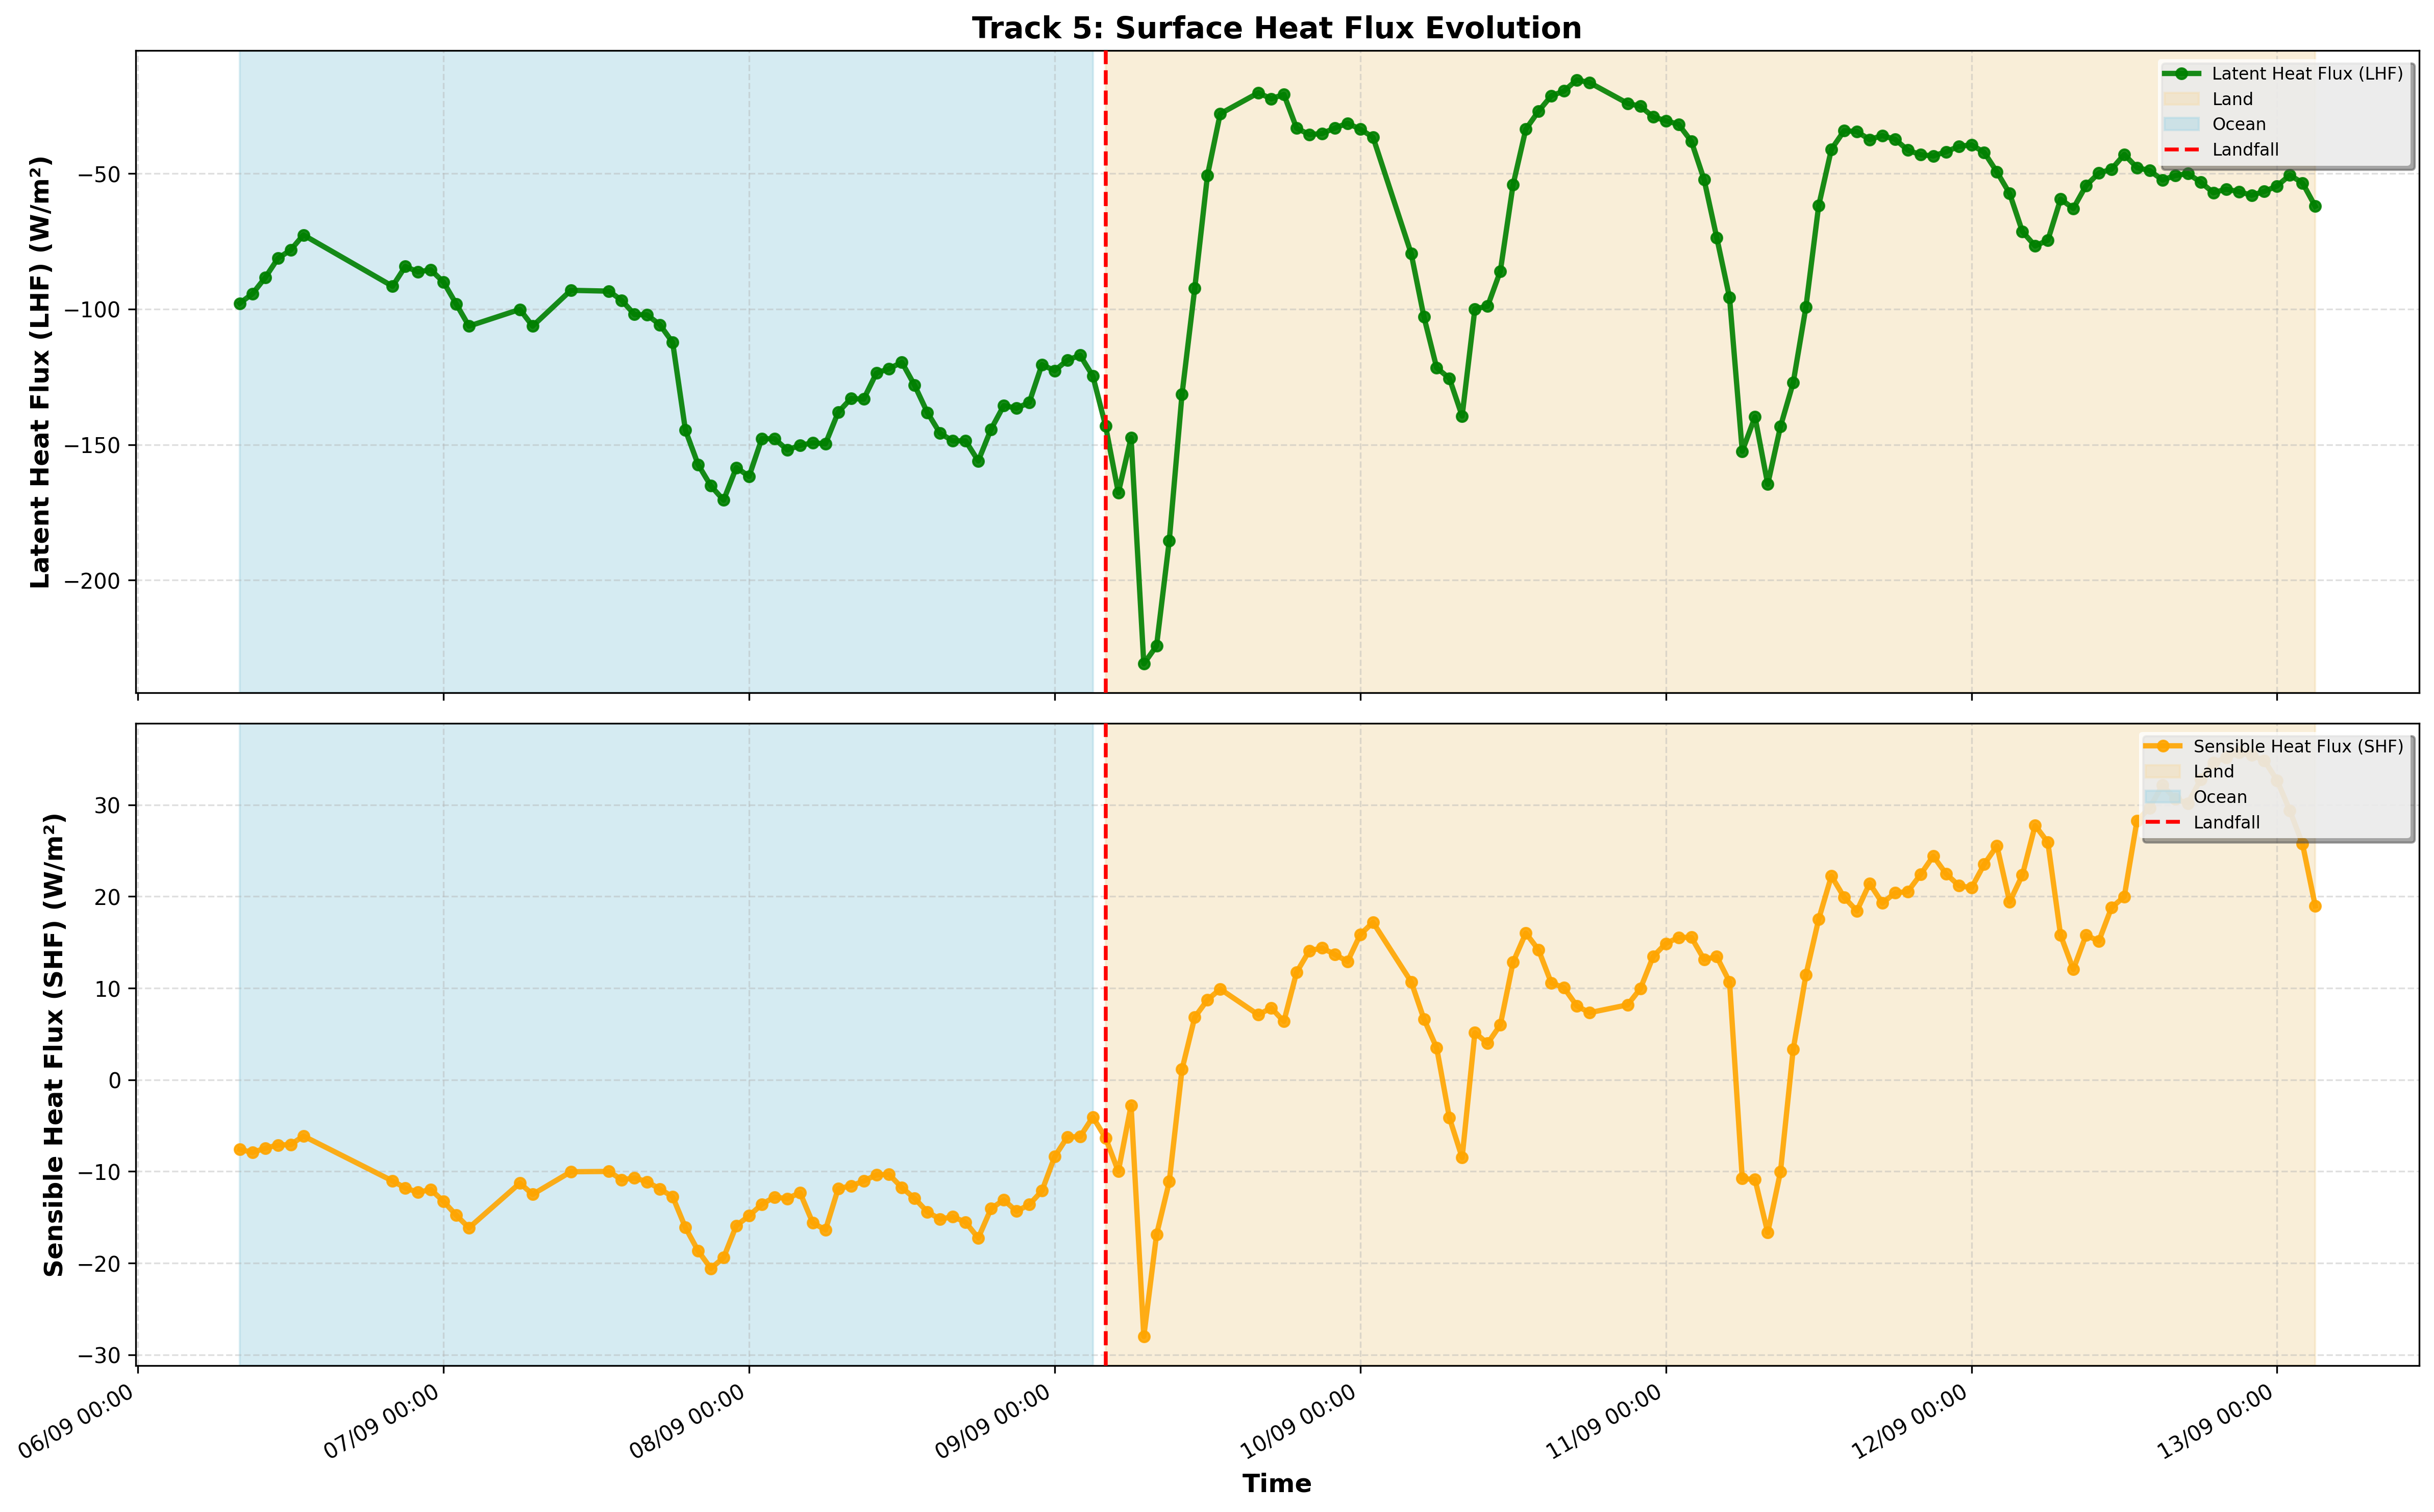 Track 5: Surface Heat Flux Evolution
Latent Heat Flux (LHF) (W/m²)
−50
−100
−150
−200
Latent Heat Flux (LHF)
Land
Ocean
Landfall
Sensible Heat Flux (SHF) (W/m²)
30
20
10
0
−10
−20
−30
Sensible Heat Flux (SHF)
Land
Ocean
Landfall
06/09 00:00
07/09 00:00
08/09 00:00
09/09 00:00
10/09 00:00
11/09 00:00
12/09 00:00
13/09 00:00
Time